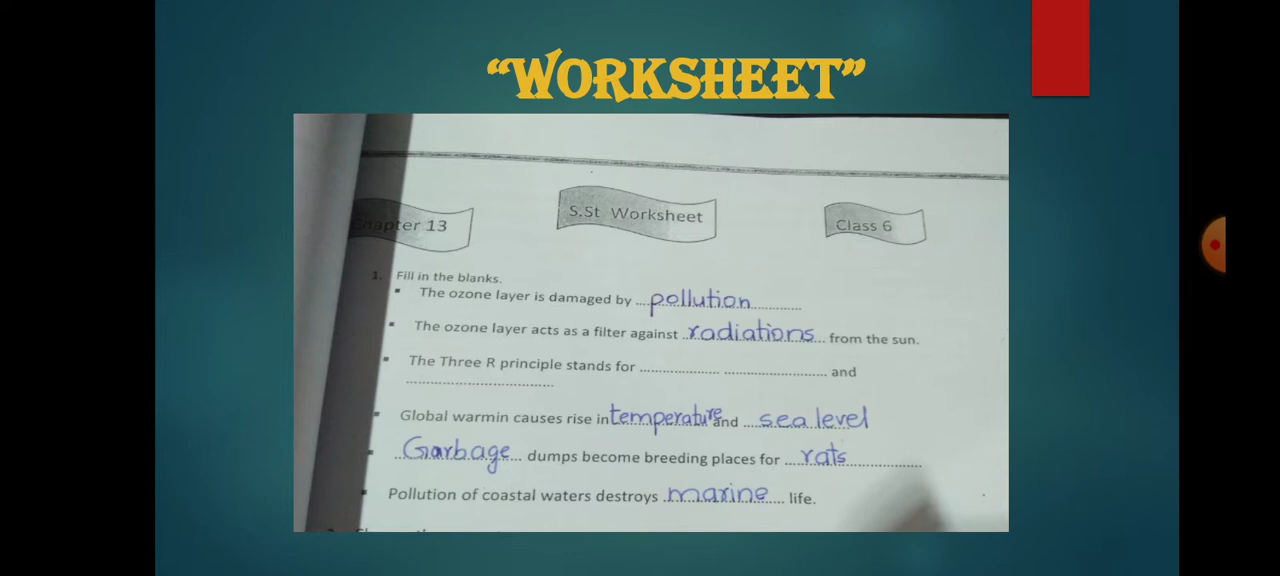 “WORKSHEET”
Chapter 13
S.St Worksheet
Class 6
1. Fill in the blanks.
▪ The ozone layer is damaged by ....pollution...............
▪ The ozone layer acts as a filter against ..radiations... from the sun.
▪ The Three R principle stands for ...................... ............................ and
........................................
▪ Global warmin causes rise in temperature and ....sea level
▪ ..Garbage... dumps become breeding places for ...rats.....................
▪ Pollution of coastal waters destroys ..marine.... life.